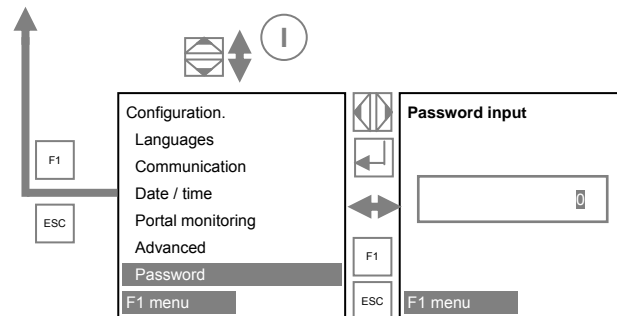 I
F1
ESC
Configuration.
Languages
Communication
Date / time
Portal monitoring
Advanced
Password
F1 menu
F1
ESC
Password input
0
F1 menu